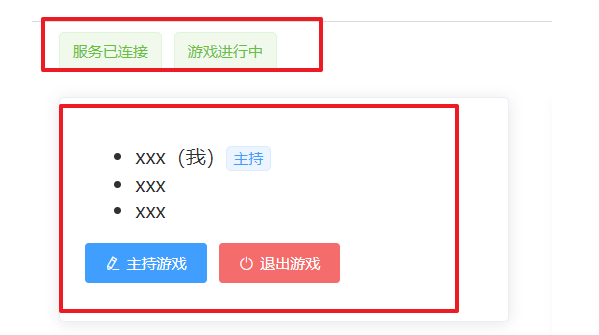 服务已连接 游戏进行中
xxx（我） 主持
xxx
xxx
主持游戏 退出游戏